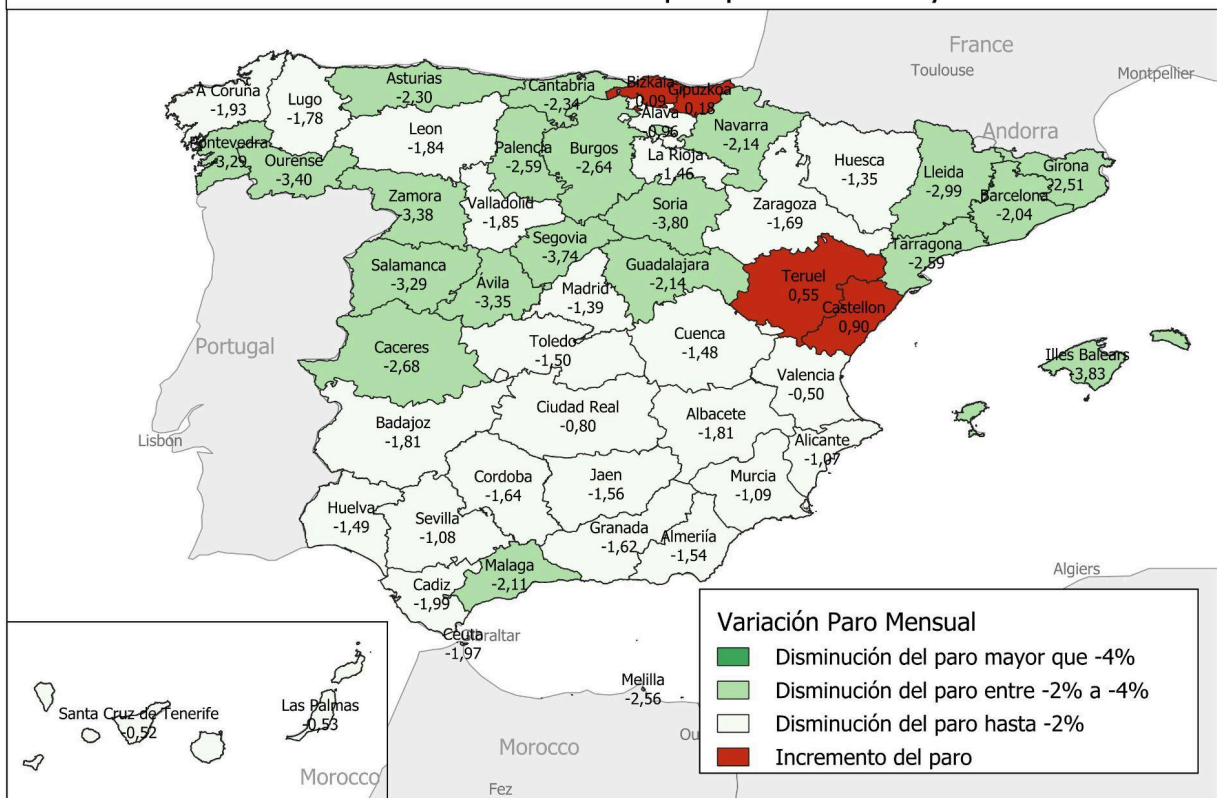 France
Toulouse
Montpellier
Andorra
Portugal
Lisbon
A Coruña
-1,93
Lugo
-1,78
Asturias
-2,30
Cantabria
-2,34
Bizkaia
0,09
Gipuzkoa
0,18
Alava
-0,96
Navarra
-2,14
Pontevedra
-3,29
Ourense
-3,40
Leon
-1,84
Palencia
-2,59
Burgos
-2,64
La Rioja
-1,46
Huesca
-1,35
Lleida
-2,99
Girona
-2,51
Barcelona
-2,04
Zamora
-3,38
Valladolid
-1,85
Soria
-3,80
Zaragoza
-1,69
Tarragona
-2,59
Segovia
-3,74
Salamanca
-3,29
Ávila
-3,35
Madrid
-1,39
Guadalajara
-2,14
Teruel
0,55
Castellon
0,90
Caceres
-2,68
Toledo
-1,50
Cuenca
-1,48
Valencia
-0,50
Illes Balears
-3,83
Badajoz
-1,81
Ciudad Real
-0,80
Albacete
-1,81
Alicante
-1,07
Cordoba
-1,64
Jaen
-1,56
Murcia
-1,09
Huelva
-1,49
Sevilla
-1,08
Granada
-1,62
Almeriía
-1,54
Malaga
-2,11
Cadiz
-1,99
Ceuta
-1,97
Gibraltar
Melilla
-2,56
Algiers
Morocco
Fez
Santa Cruz de Tenerife
-0,52
Las Palmas
-0,53
Morocco
Variación Paro Mensual
Disminución del paro mayor que -4%
Disminución del paro entre -2% a -4%
Disminución del paro hasta -2%
Incremento del paro